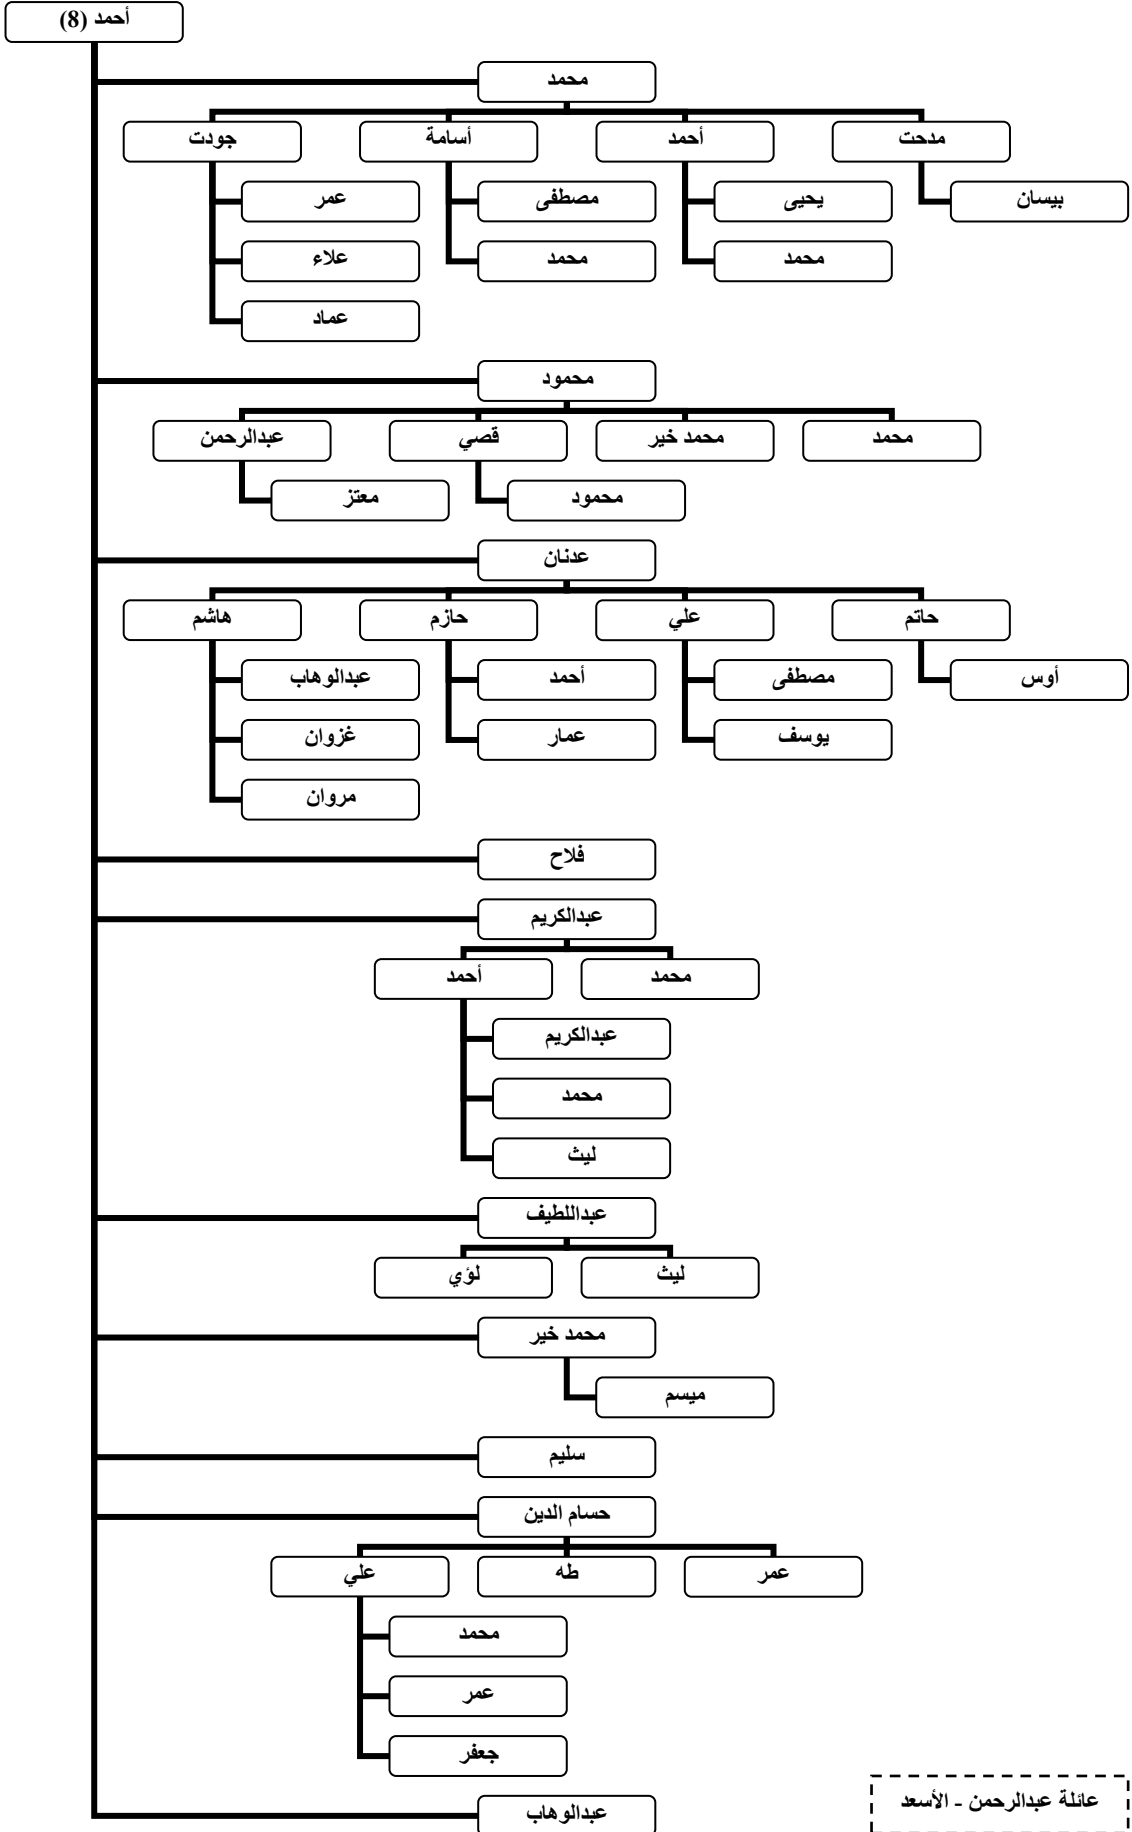 أحمد (8)
محمد
مدحت أحمد أسامة جودت
بيسان يحيى مصطفى عمر
محمد محمد علاء
عماد
محمود
محمد محمد خير قصي عبدالرحمن
محمود معتز
عدنان
حاتم علي حازم هاشم
أوس مصطفى أحمد عبدالوهاب
يوسف عمار غزوان
مروان
فلاح
عبدالكريم
محمد أحمد
عبدالكريم
محمد
ليث
عبداللطيف
ليث لؤي
محمد خير
ميسم
سليم
حسام الدين
عمر طه علي
محمد
عمر
جعفر
عائلة عبدالرحمن - الأسعد
عبدالوهاب